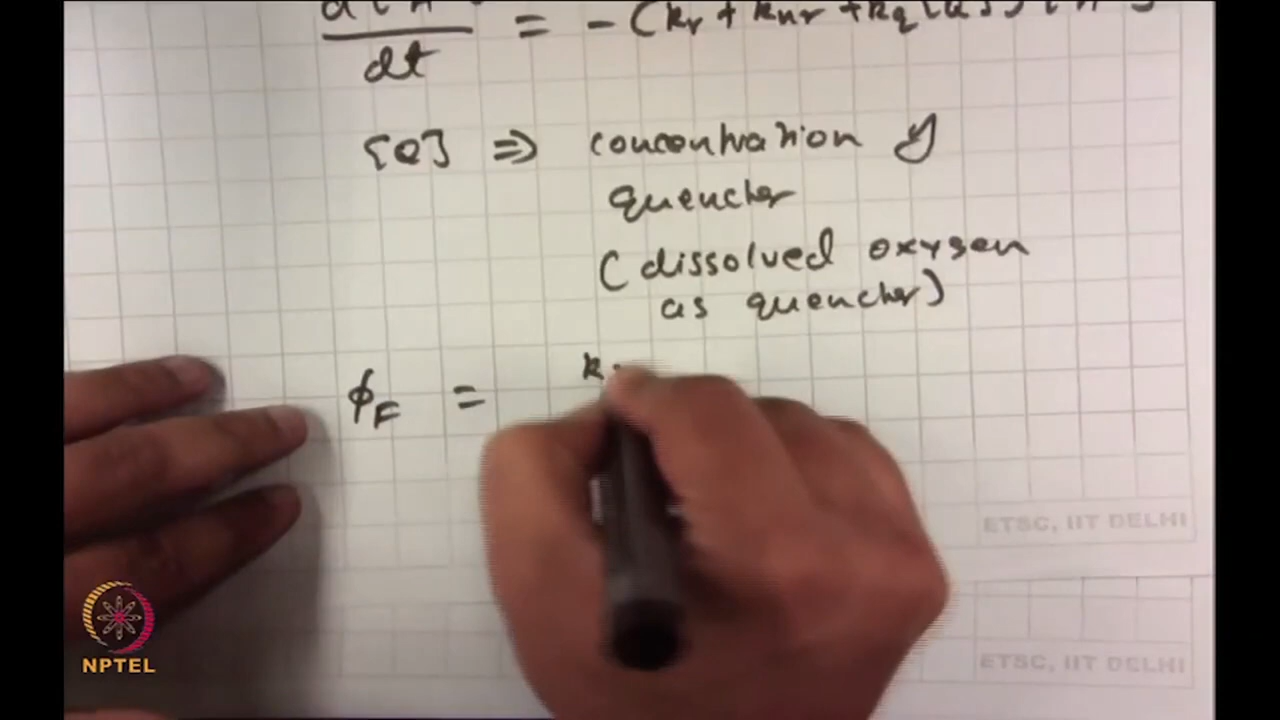 = -(kr + knr + kq
dt
[Q] ⇒ concentration of
quencher
(dissolved oxygen
as quencher)
ϕF = k
ETSC, IIT DELHI
ETSC, IIT DELHI
NPTEL